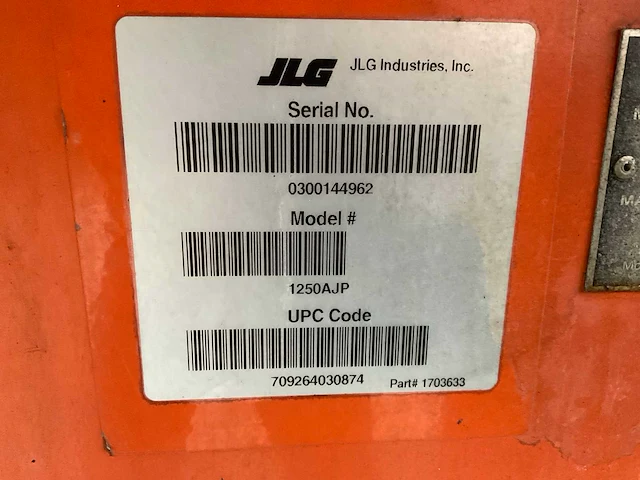 JLG JLG Industries, Inc.
Serial No.
0300144962
Model #
1250AJP
UPC Code
709264030874 Part# 1703633